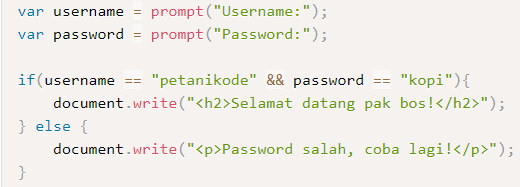 var username = prompt("Username:");
var password = prompt("Password:");

if(username == "petanikode" && password == "kopi"){
    document.write("<h2>Selamat datang pak bos!</h2>");
} else {
    document.write("<p>Password salah, coba lagi!</p>");
}